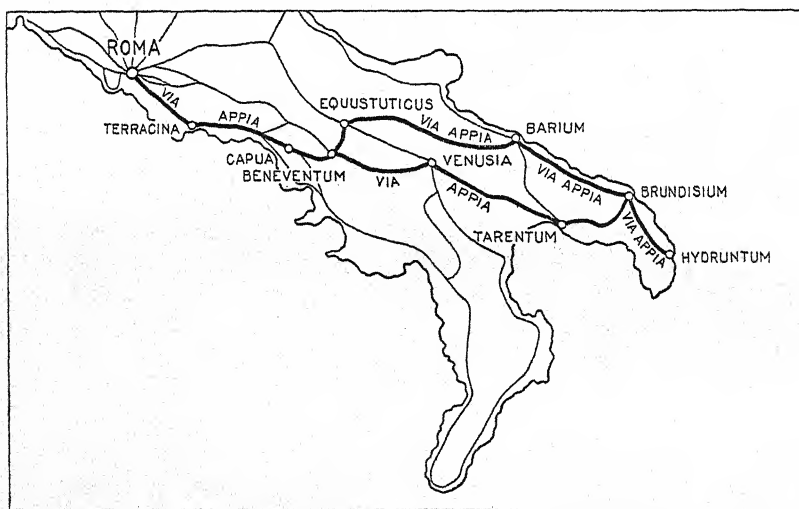 ROMA
VIA
APPIA
TERRACINA
EQUUSTUTICUS
VIA APPIA
BARIUM
CAPUA
BENEVENTUM
VIA
VENUSIA
APPIA
VIA APPIA
BRUNDISIUM
TARENTUM
VIA APPIA
HYDRUNTUM